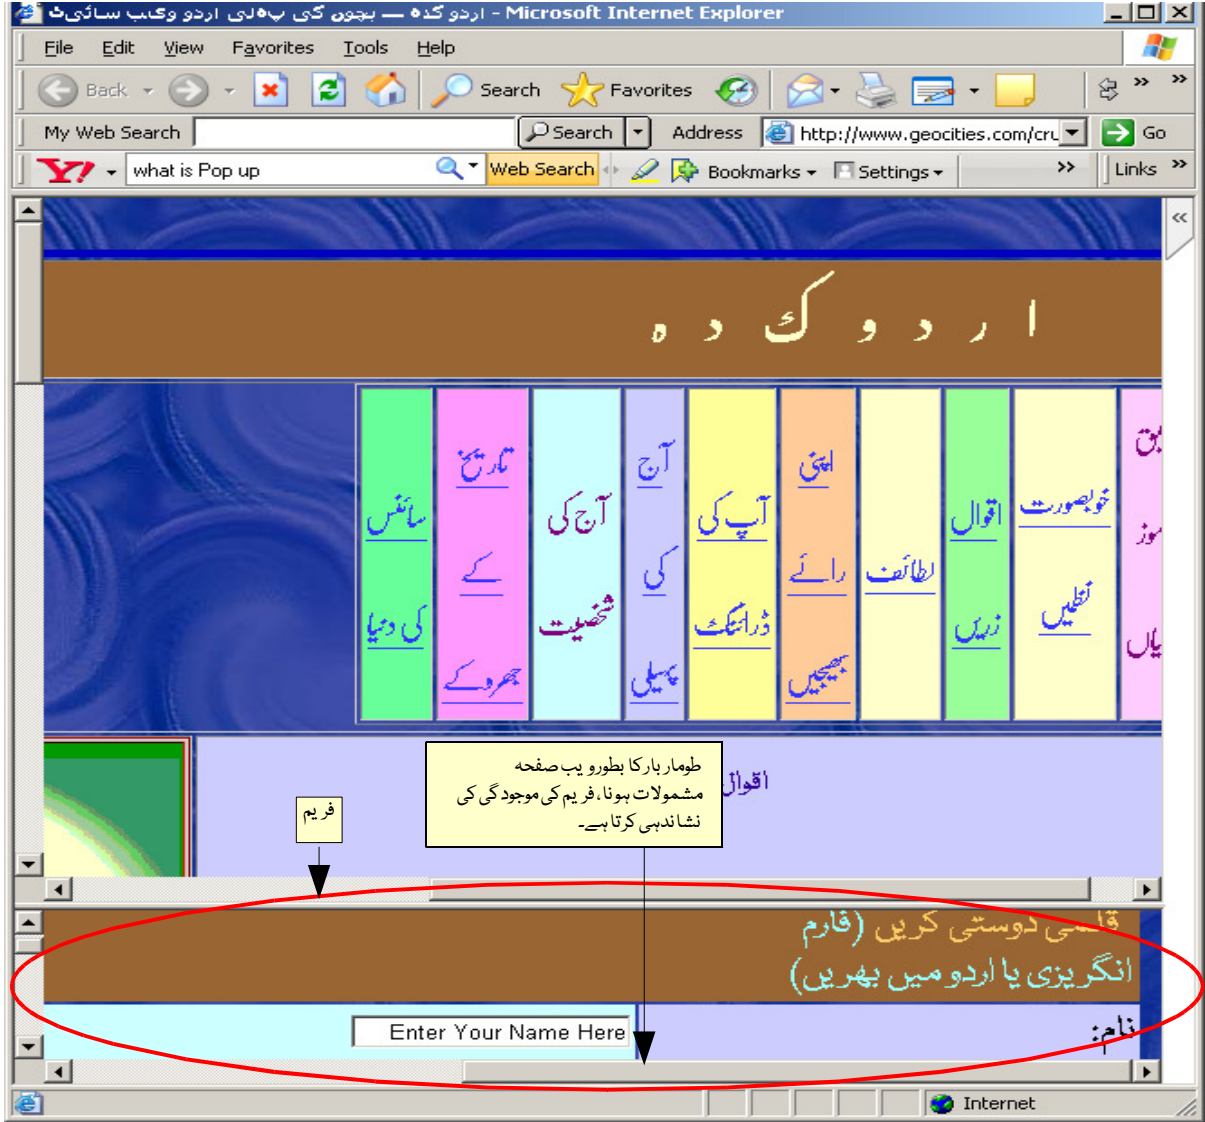 اردو کدہ — بچوں کی پہلی اردو ویب سائیٹ - Microsoft Internet Explorer
File Edit View Favorites Tools Help
Back Search Favorites
My Web Search Search Address http://www.geocities.com/cru Go
Y! what is Pop up Web Search Bookmarks Settings Links
ا ر د و ک د ہ
بق
موز
یاں
خوبصورت
نظمیں
اقوال
زریں
لطائف
اپنی
رائے
بھیجیں
آپ کی
ڈرائنگ
آج
کی
پہیلی
آج کی
شخصیت
تاریخ
کے
جھروکے
سائنس
کی دنیا
اقوال
طومار بار کا بطور ویب صفحہ
مشمولات ہونا، فریم کی موجودگی کی
نشاندہی کرتا ہے۔
فریم
قلمی دوستی کریں (فارم
انگریزی یا اردو میں بھریں)
نام:
Enter Your Name Here
Internet